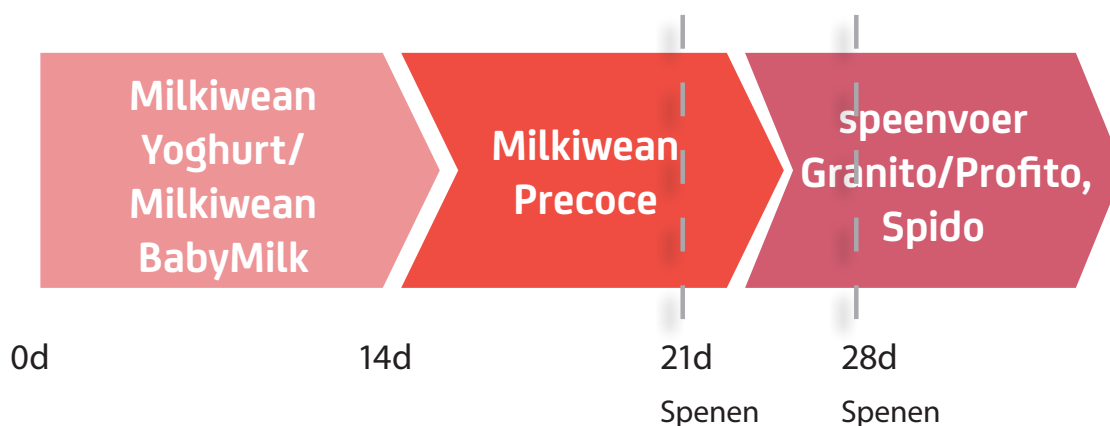 Milkiwean
Yoghurt/
Milkiwean
BabyMilk
Milkiwean
Precoce
speenvoer
Granito/Profito,
Spido
0d
14d
21d
28d
Spenen
Spenen